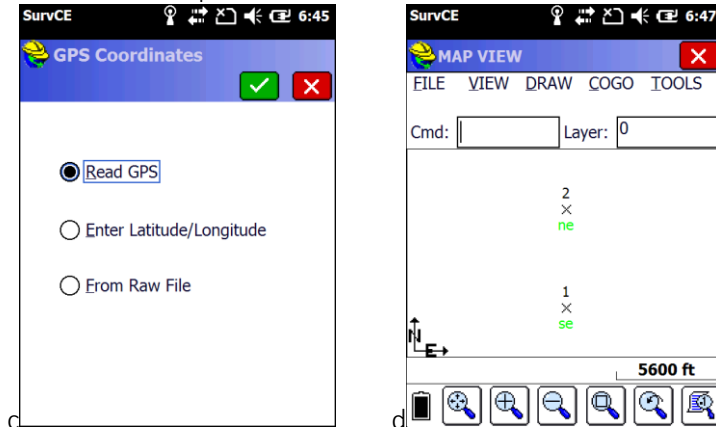 SurvCE 6:45
GPS Coordinates
Read GPS
Enter Latitude/Longitude
From Raw File
c
SurvCE 6:47
MAP VIEW
FILE VIEW DRAW COGO TOOLS
Cmd: Layer: 0
2
ne
1
se
N
E
5600 ft
d